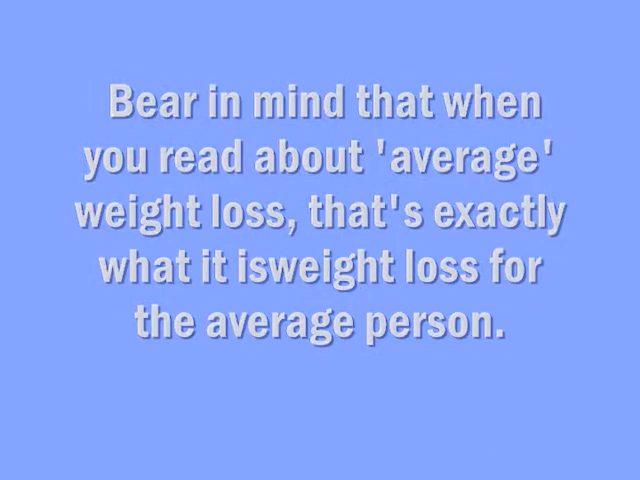 Bear in mind that when
you read about 'average'
weight loss, that's exactly
what it isweight loss for
the average person.